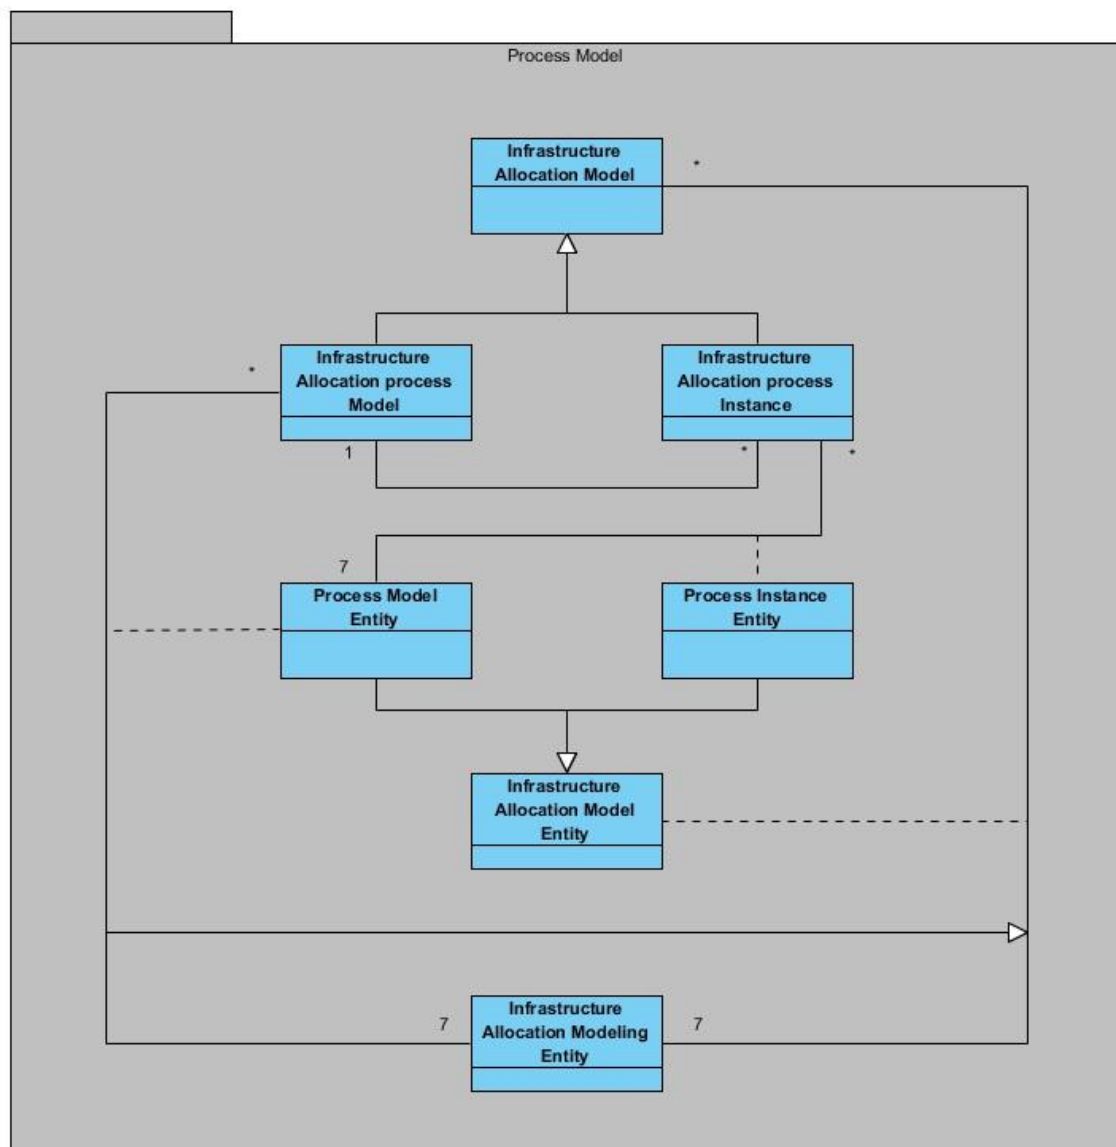 Process Model
Infrastructure
Allocation Model
*
Infrastructure
Allocation process
Model
Infrastructure
Allocation process
Instance
*
1
*
*
7
Process Model
Entity
Process Instance
Entity
Infrastructure
Allocation Model
Entity
7
Infrastructure
Allocation Modeling
Entity
7